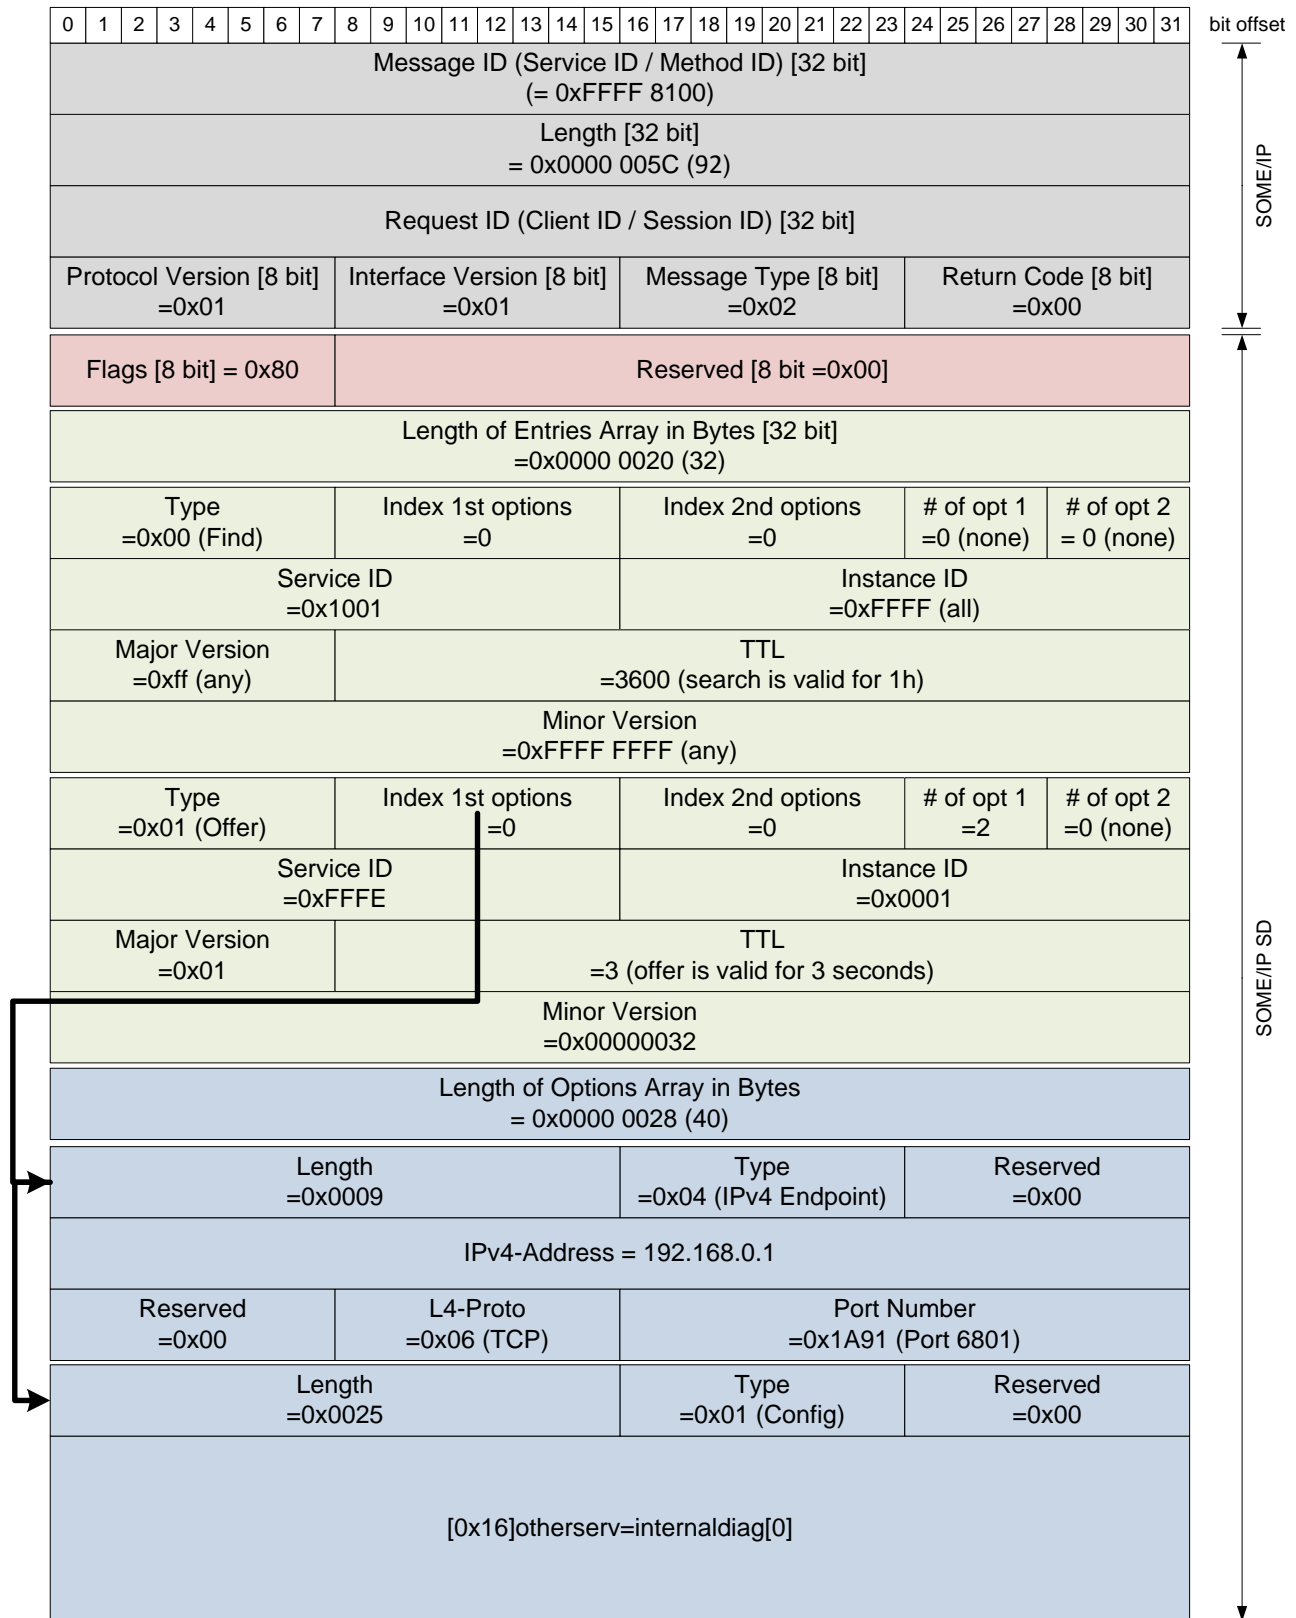 0 1 2 3 4 5 6 7 8 9 10 11 12 13 14 15 16 17 18 19 20 21 22 23 24 25 26 27 28 29 30 31 bit offset
Message ID (Service ID / Method ID) [32 bit]
(= 0xFFFF 8100)
Length [32 bit]
= 0x0000 005C (92)
Request ID (Client ID / Session ID) [32 bit]
Protocol Version [8 bit] Interface Version [8 bit] Message Type [8 bit] Return Code [8 bit]
=0x01 =0x01 =0x02 =0x00
SOME/IP
Flags [8 bit] = 0x80 Reserved [8 bit =0x00]
Length of Entries Array in Bytes [32 bit]
=0x0000 0020 (32)
Type Index 1st options Index 2nd options # of opt 1 # of opt 2
=0x00 (Find) =0 =0 =0 (none) = 0 (none)
Service ID Instance ID
=0x1001 =0xFFFF (all)
Major Version TTL
=0xff (any) =3600 (search is valid for 1h)
Minor Version
=0xFFFF FFFF (any)
Type Index 1st options Index 2nd options # of opt 1 # of opt 2
=0x01 (Offer) =0 =0 =2 =0 (none)
Service ID Instance ID
=0xFFFE =0x0001
Major Version TTL
=0x01 =3 (offer is valid for 3 seconds)
Minor Version
=0x00000032
Length of Options Array in Bytes
= 0x0000 0028 (40)
Length Type Reserved
=0x0009 =0x04 (IPv4 Endpoint) =0x00
IPv4-Address = 192.168.0.1
Reserved L4-Proto Port Number
=0x00 =0x06 (TCP) =0x1A91 (Port 6801)
Length Type Reserved
=0x0025 =0x01 (Config) =0x00
[0x16]otherserv=internaldiag[0]
SOME/IP SD